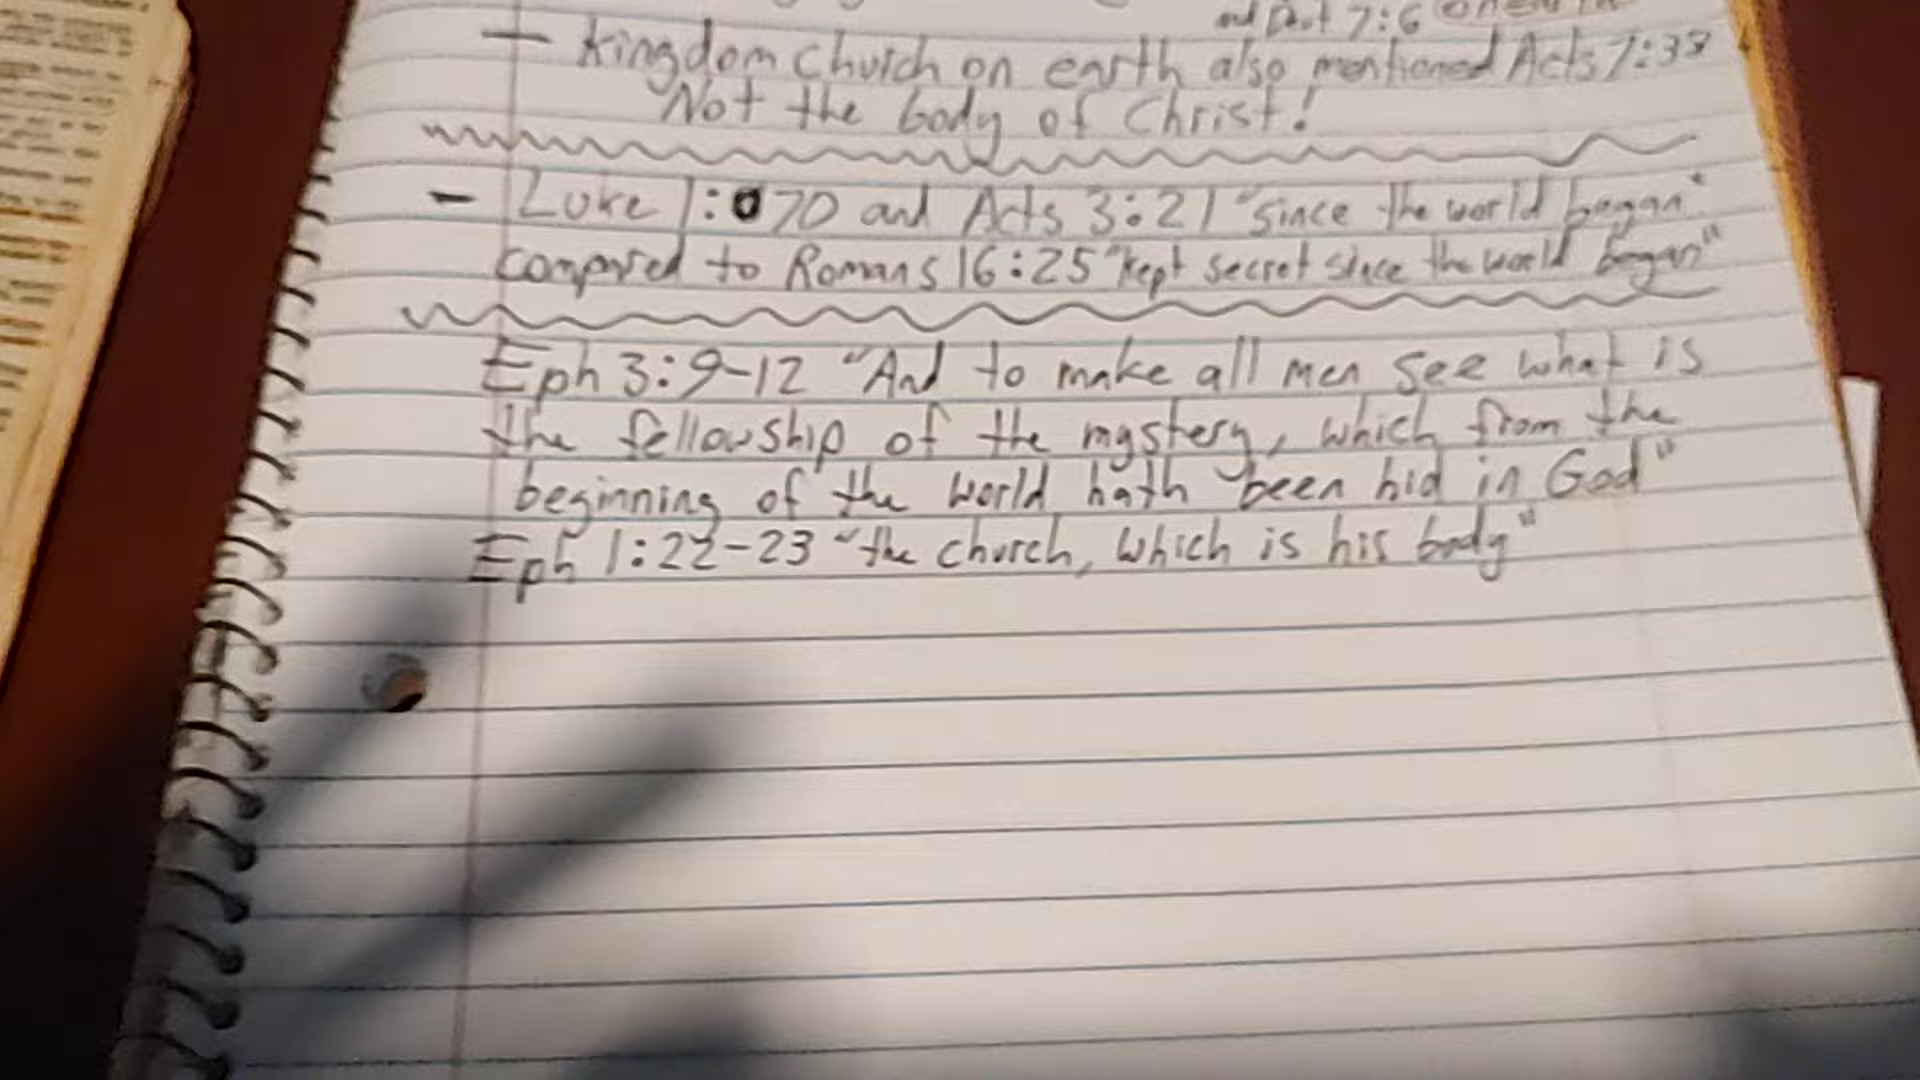 and Deut 7:6 on earth
— Kingdom church on earth also mentioned Acts 7:38
Not the body of Christ!
- Luke 1:70 and Acts 3:21 "since the world began"
compared to Romans 16:25 "kept secret since the world began"
Eph 3:9-12 "And to make all men see what is
the fellowship of the mystery, which from the
beginning of the world hath been hid in God"
Eph 1:22-23 "the church, which is his body"